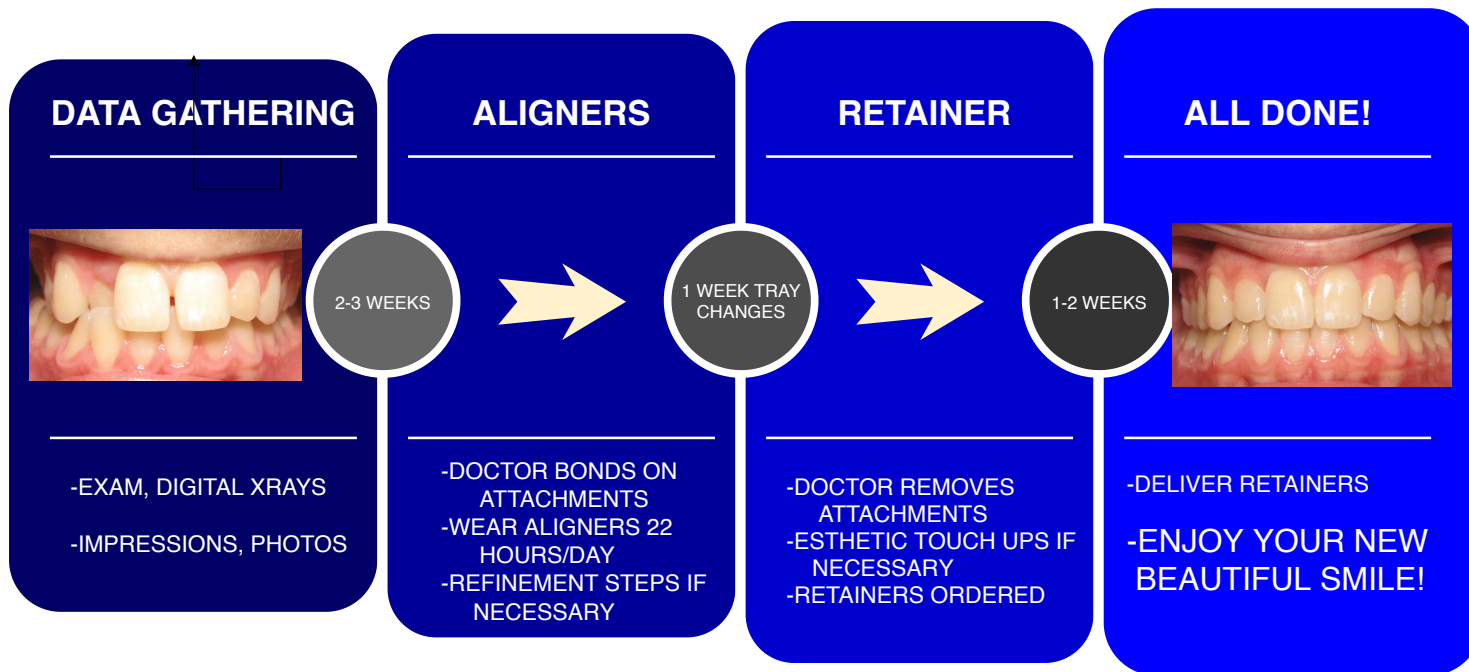 DATA GATHERING
2-3 WEEKS
-EXAM, DIGITAL XRAYS
-IMPRESSIONS, PHOTOS
ALIGNERS
1 WEEK TRAY
CHANGES
-DOCTOR BONDS ON
ATTACHMENTS
-WEAR ALIGNERS 22
HOURS/DAY
-REFINEMENT STEPS IF
NECESSARY
RETAINER
1-2 WEEKS
-DOCTOR REMOVES
ATTACHMENTS
-ESTHETIC TOUCH UPS IF
NECESSARY
-RETAINERS ORDERED
ALL DONE!
-DELIVER RETAINERS
-ENJOY YOUR NEW
BEAUTIFUL SMILE!